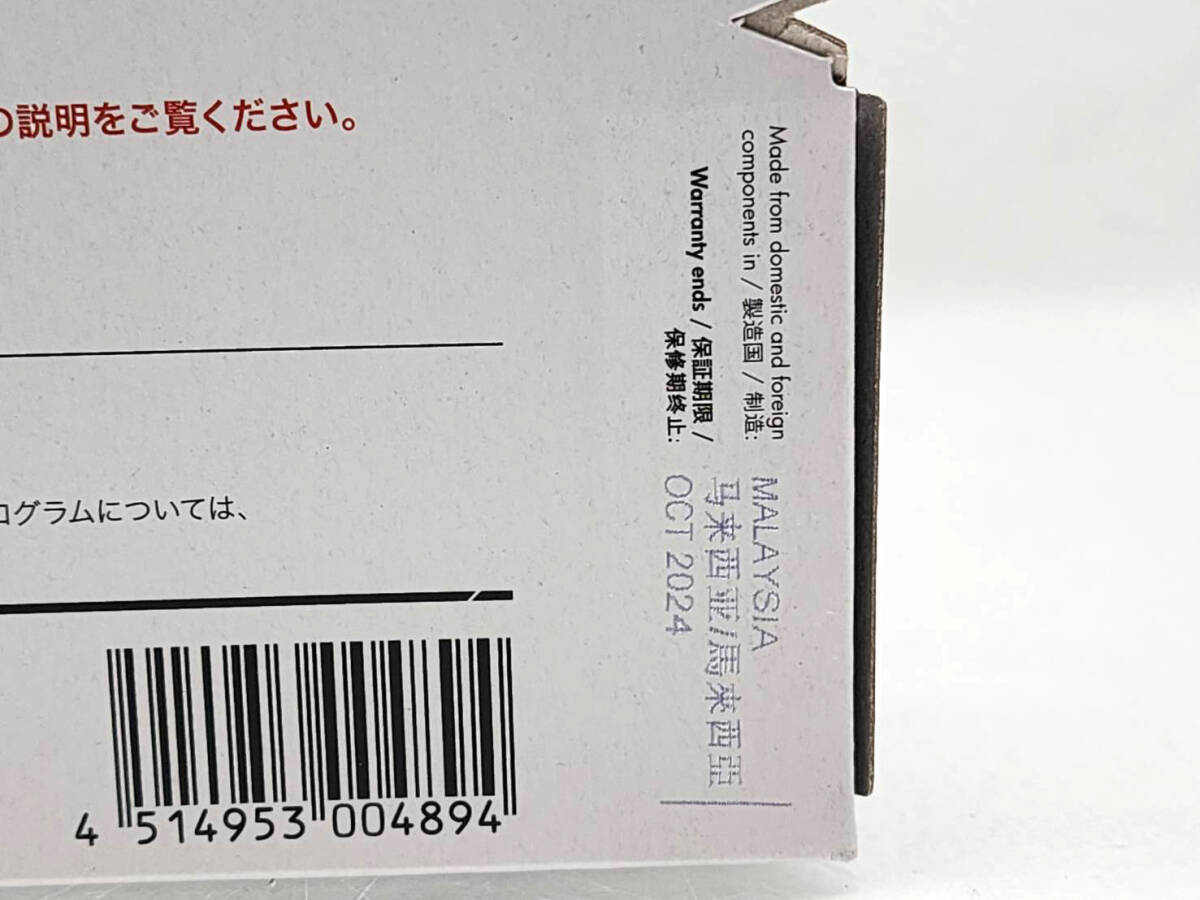 の説明をご覧ください。
ログラムについては、
4 514953 004894
Made from domestic and foreign
components in / 製造国 / 制造:
MALAYSIA
马来西亚/馬來西亞
Warranty ends / 保証期限 /
保修期终止:
OCT 2024